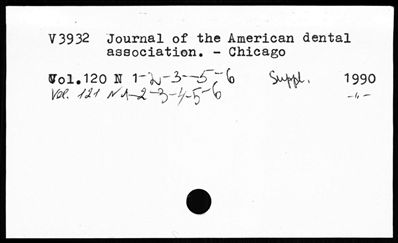 V3932 Journal of the American dental
association. - Chicago
Vol.120 N 1-2-3-5-6 Suppl. 1990
Vol. 121 N 1-2-3-4-5-6 -"-